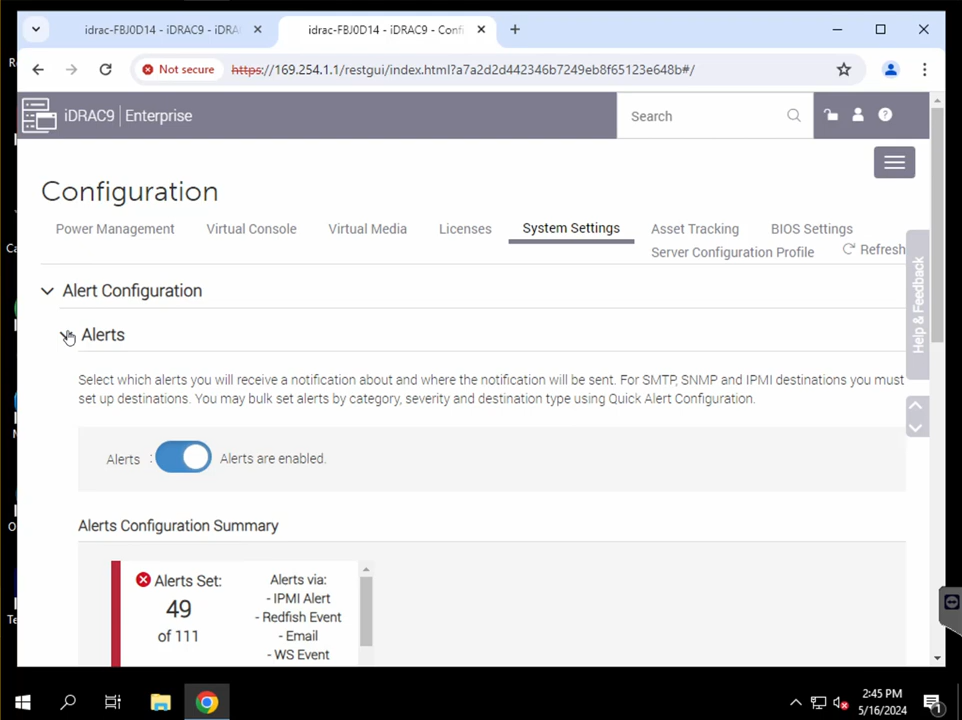 idrac-FBJ0D14 - iDRAC9 - iDRA
idrac-FBJ0D14 - iDRAC9 - Confi
Not secure
https://169.254.1.1/restgui/index.html?a7a2d2d442346b7249eb8f65123e648b#/
iDRAC9 | Enterprise
Search
Configuration
Power Management
Virtual Console
Virtual Media
Licenses
System Settings
Asset Tracking
BIOS Settings
Server Configuration Profile
Refresh
Help & Feedback
Alert Configuration
Alerts
Select which alerts you will receive a notification about and where the notification will be sent. For SMTP, SNMP and IPMI destinations you must
set up destinations. You may bulk set alerts by category, severity and destination type using Quick Alert Configuration.
Alerts : Alerts are enabled.
Alerts Configuration Summary
Alerts Set:
49
of 111
Alerts via:
- IPMI Alert
- Redfish Event
- Email
- WS Event
2:45 PM
5/16/2024
1